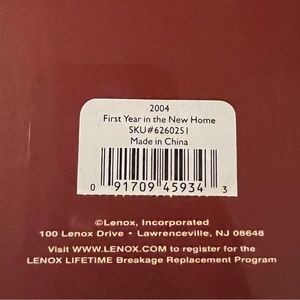 2004
First Year in the New Home
SKU#6260251
Made in China
0 91709 45934 3
©Lenox, Incorporated
100 Lenox Drive • Lawrenceville, NJ 08648
Visit WWW.LENOX.COM to register for the
LENOX LIFETIME Breakage Replacement Program